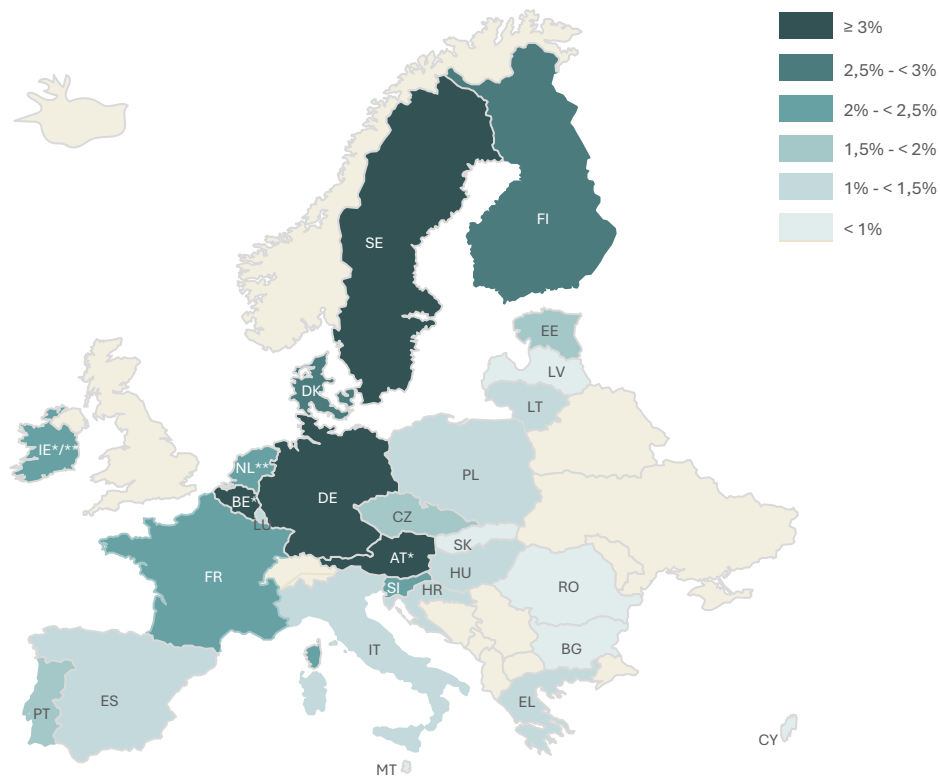 ≥ 3%
2,5% - < 3%
2% - < 2,5%
1,5% - < 2%
1% - < 1,5%
< 1%
FI
SE
EE
LV
DK
LT
IE*/**
NL**
PL
DE
BE*
CZ
LU
SK
AT*
HU
FR
SI
HR
RO
IT
BG
ES
EL
PT
CY
MT